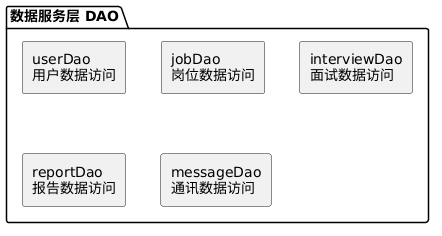 数据服务层 DAO
userDao
用户数据访问
jobDao
岗位数据访问
interviewDao
面试数据访问
reportDao
报告数据访问
messageDao
通讯数据访问